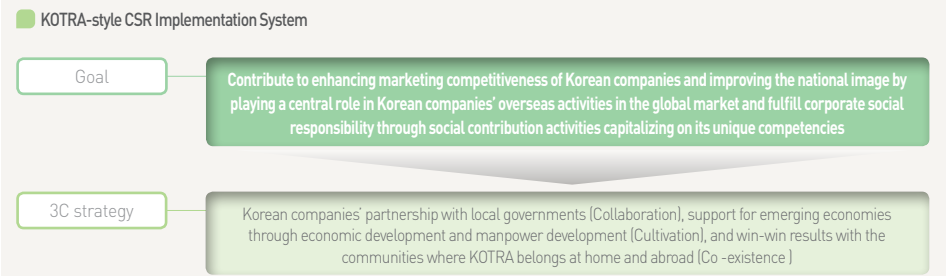 KOTRA-style CSR Implementation System
Goal
Contribute to enhancing marketing competitiveness of Korean companies and improving the national image by
playing a central role in Korean companies' overseas activities in the global market and fulfill corporate social
responsibility through social contribution activities capitalizing on its unique competencies
3C strategy
Korean companies' partnership with local governments (Collaboration), support for emerging economies
through economic development and manpower development (Cultivation), and win-win results with the
communities where KOTRA belongs at home and abroad (Co -existence )